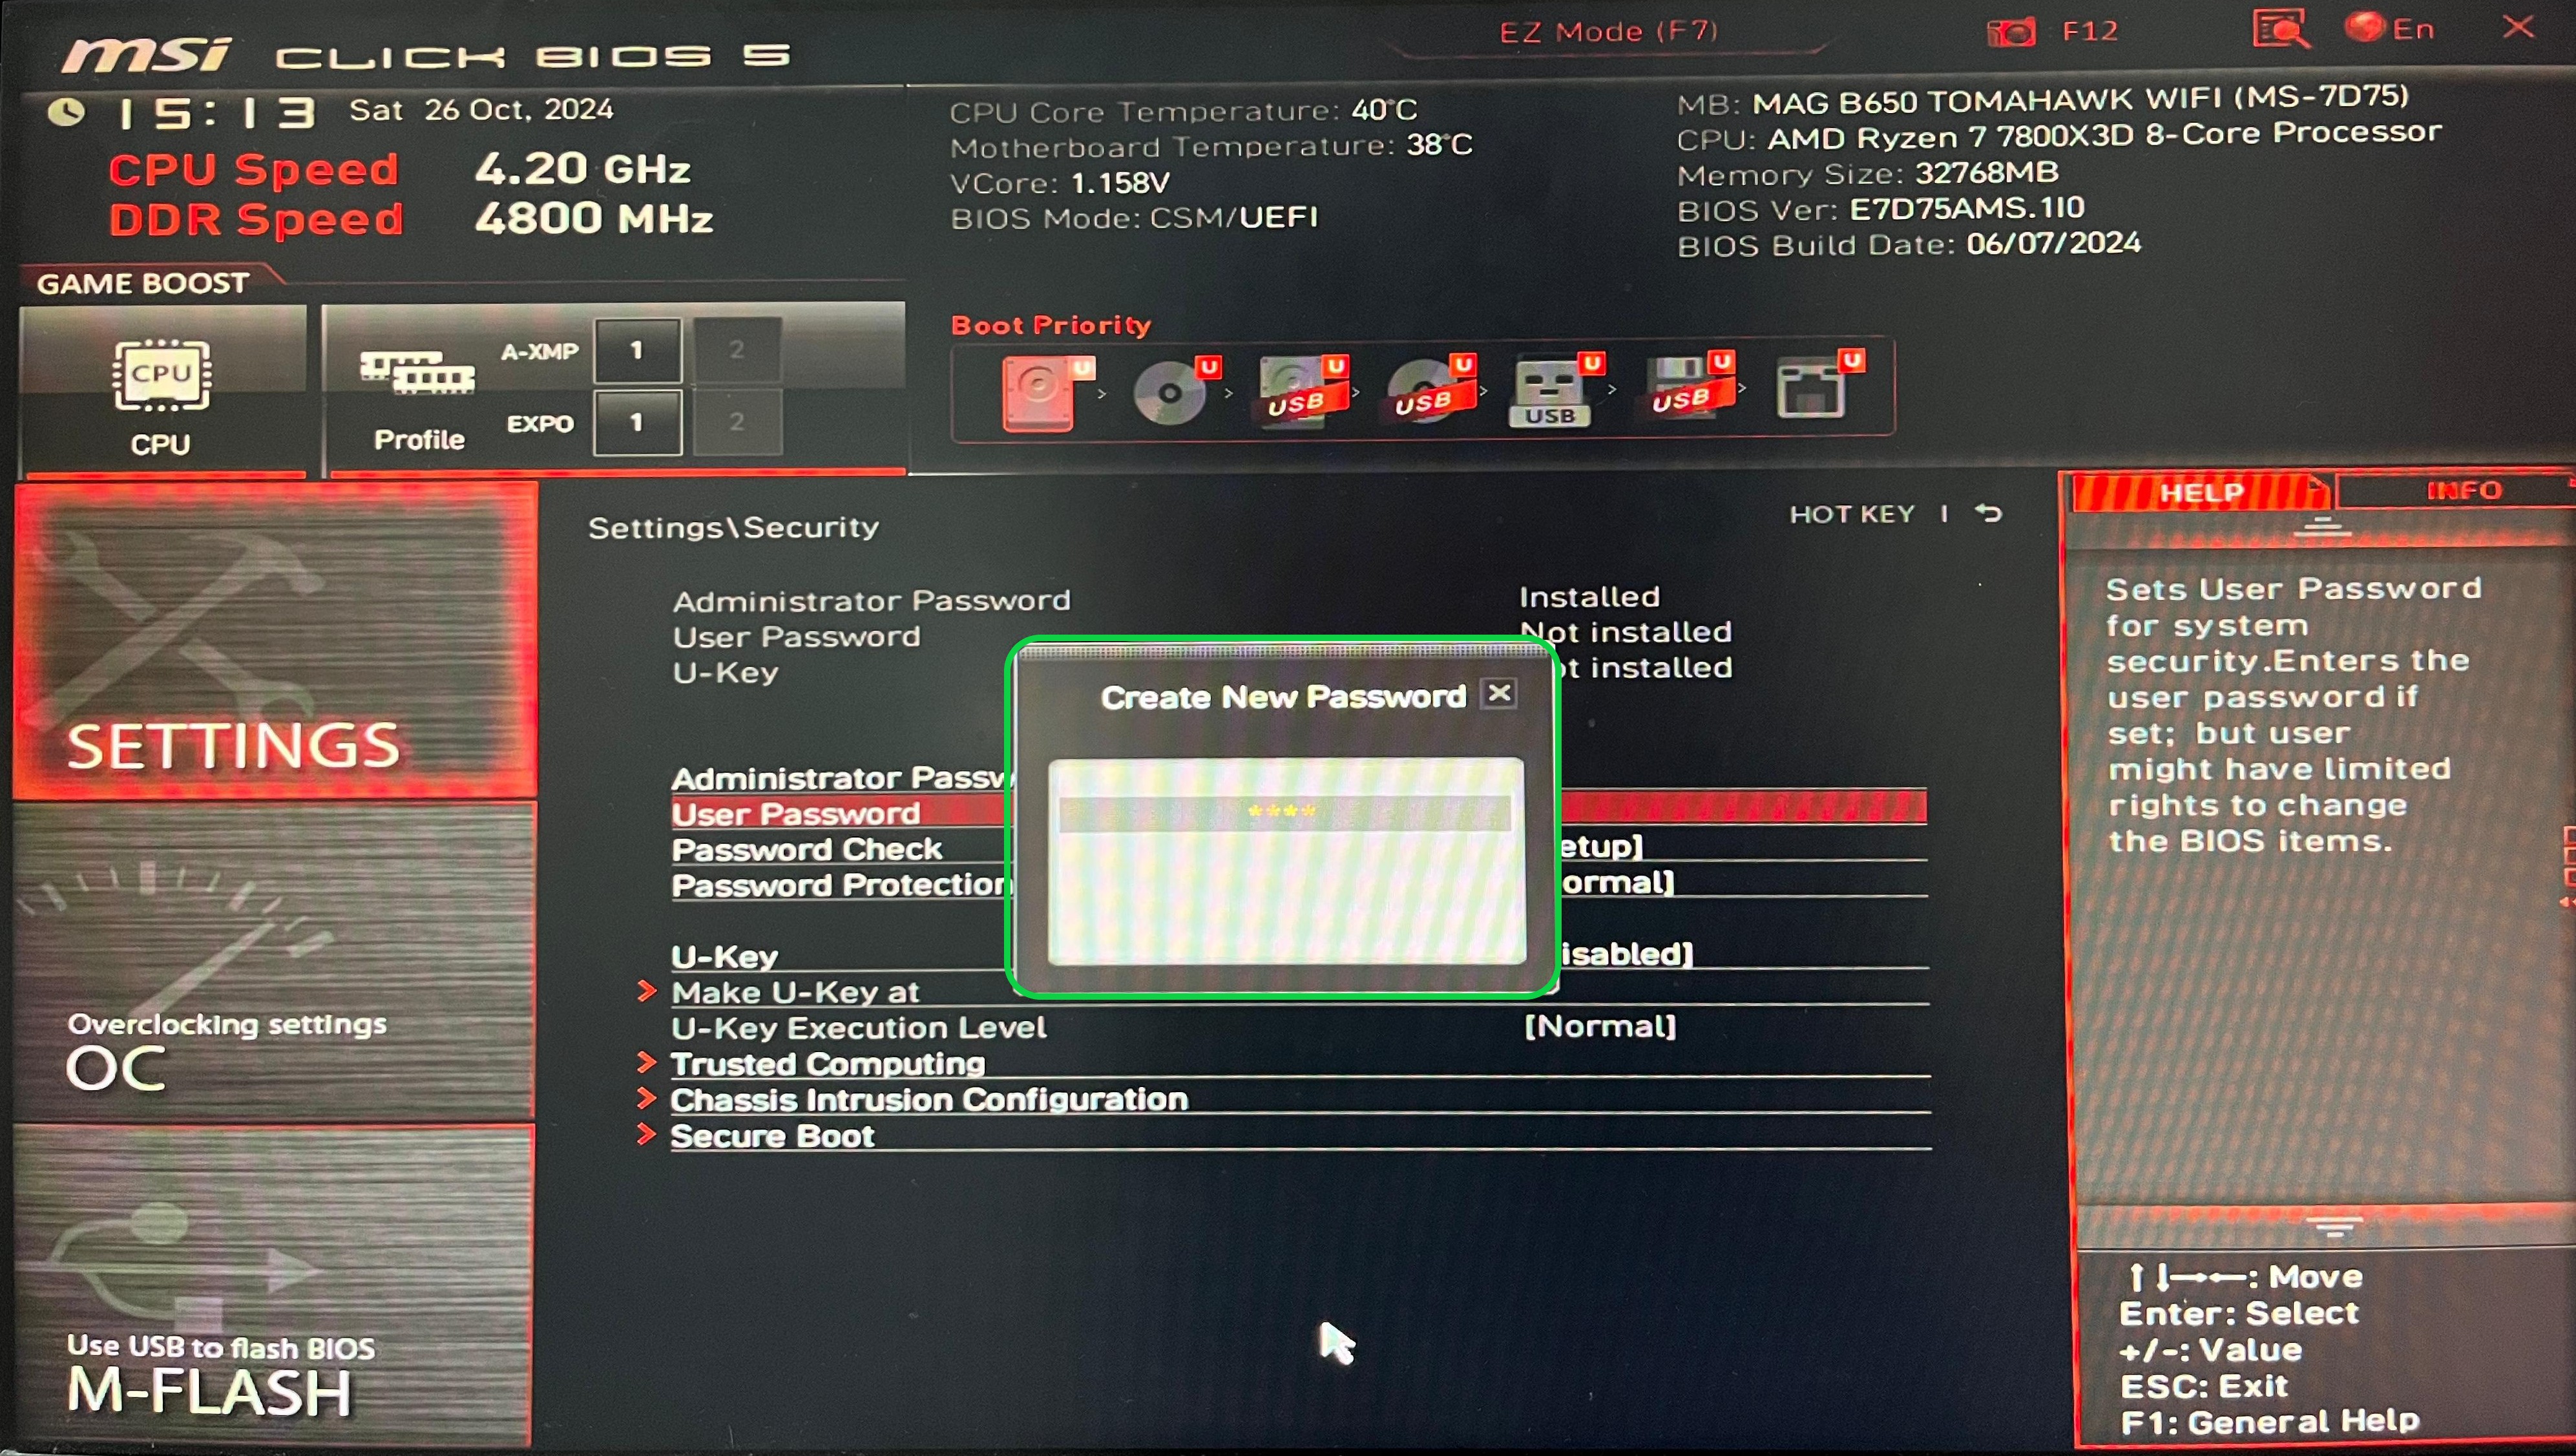 msi CLICK BIOS 5
EZ Mode (F7)
F12
En
15:13 Sat 26 Oct, 2024
CPU Speed 4.20 GHz
DDR Speed 4800 MHz
CPU Core Temperature: 40°C
Motherboard Temperature: 38°C
VCore: 1.158V
BIOS Mode: CSM/UEFI
MB: MAG B650 TOMAHAWK WIFI (MS-7D75)
CPU: AMD Ryzen 7 7800X3D 8-Core Processor
Memory Size: 32768MB
BIOS Ver: E7D75AMS.1I0
BIOS Build Date: 06/07/2024
GAME BOOST
CPU
CPU
Profile
A-XMP 1 2
EXPO 1 2
Boot Priority
U U U U U U U
USB USB USB USB
SETTINGS
Overclocking settings
OC
Use USB to flash BIOS
M-FLASH
Settings\Security
HOT KEY
Administrator Password Installed
User Password Not installed
U-Key ot installed
Administrator Passw
User Password
Password Check etup]
Password Protection ormal]
U-Key isabled]
Make U-Key at ]
U-Key Execution Level [Normal]
Trusted Computing
Chassis Intrusion Configuration
Secure Boot
Create New Password
****
HELP
INFO
Sets User Password
for system
security.Enters the
user password if
set; but user
might have limited
rights to change
the BIOS items.
↑↓→←: Move
Enter: Select
+/-: Value
ESC: Exit
F1: General Help